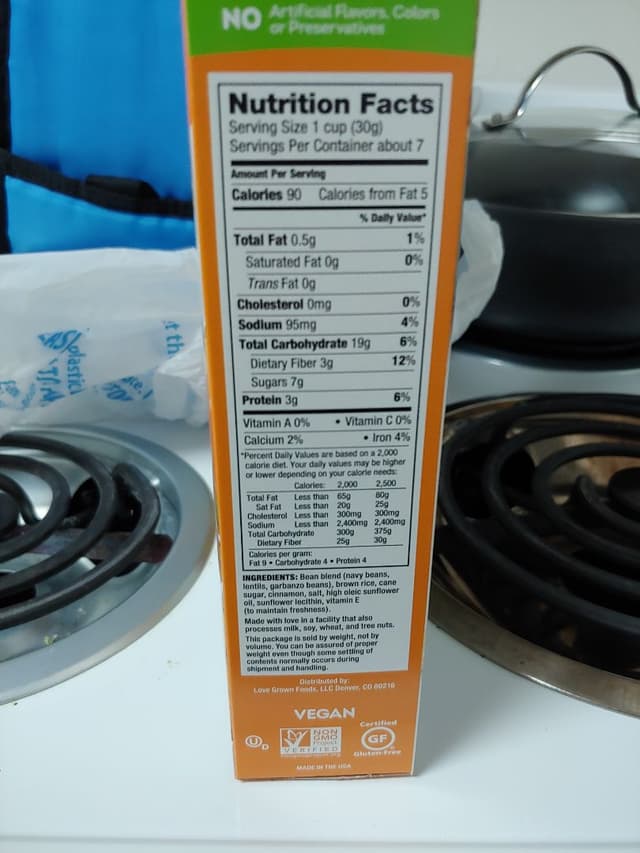 NO Artificial Flavors, Colors
or Preservatives
Nutrition Facts
Serving Size 1 cup (30g)
Servings Per Container about 7
Amount Per Serving
Calories 90 Calories from Fat 5
% Daily Value*
Total Fat 0.5g 1%
Saturated Fat 0g 0%
Trans Fat 0g
Cholesterol 0mg 0%
Sodium 95mg 4%
Total Carbohydrate 19g 6%
Dietary Fiber 3g 12%
Sugars 7g
Protein 3g 6%
Vitamin A 0% • Vitamin C 0%
Calcium 2% • Iron 4%
*Percent Daily Values are based on a 2,000
calorie diet. Your daily values may be higher
or lower depending on your calorie needs:
Calories: 2,000 2,500
Total Fat Less than 65g 80g
Sat Fat Less than 20g 25g
Cholesterol Less than 300mg 300mg
Sodium Less than 2,400mg 2,400mg
Total Carbohydrate 300g 375g
Dietary Fiber 25g 30g
Calories per gram:
Fat 9 • Carbohydrate 4 • Protein 4
INGREDIENTS: Bean blend (navy beans,
lentils, garbanzo beans), brown rice, cane
sugar, cinnamon, salt, high oleic sunflower
oil, sunflower lecithin, vitamin E
(to maintain freshness).
Made with love in a facility that also
processes milk, soy, wheat, and tree nuts.
This package is sold by weight, not by
volume. You can be assured of proper
weight even though some settling of
contents normally occurs during
shipment and handling.
Distributed by:
Love Grown Foods, LLC Denver, CO 80216
VEGAN
U D
NON
GMO
Project
VERIFIED
Certified
GF
Gluten-Free
MADE IN THE USA